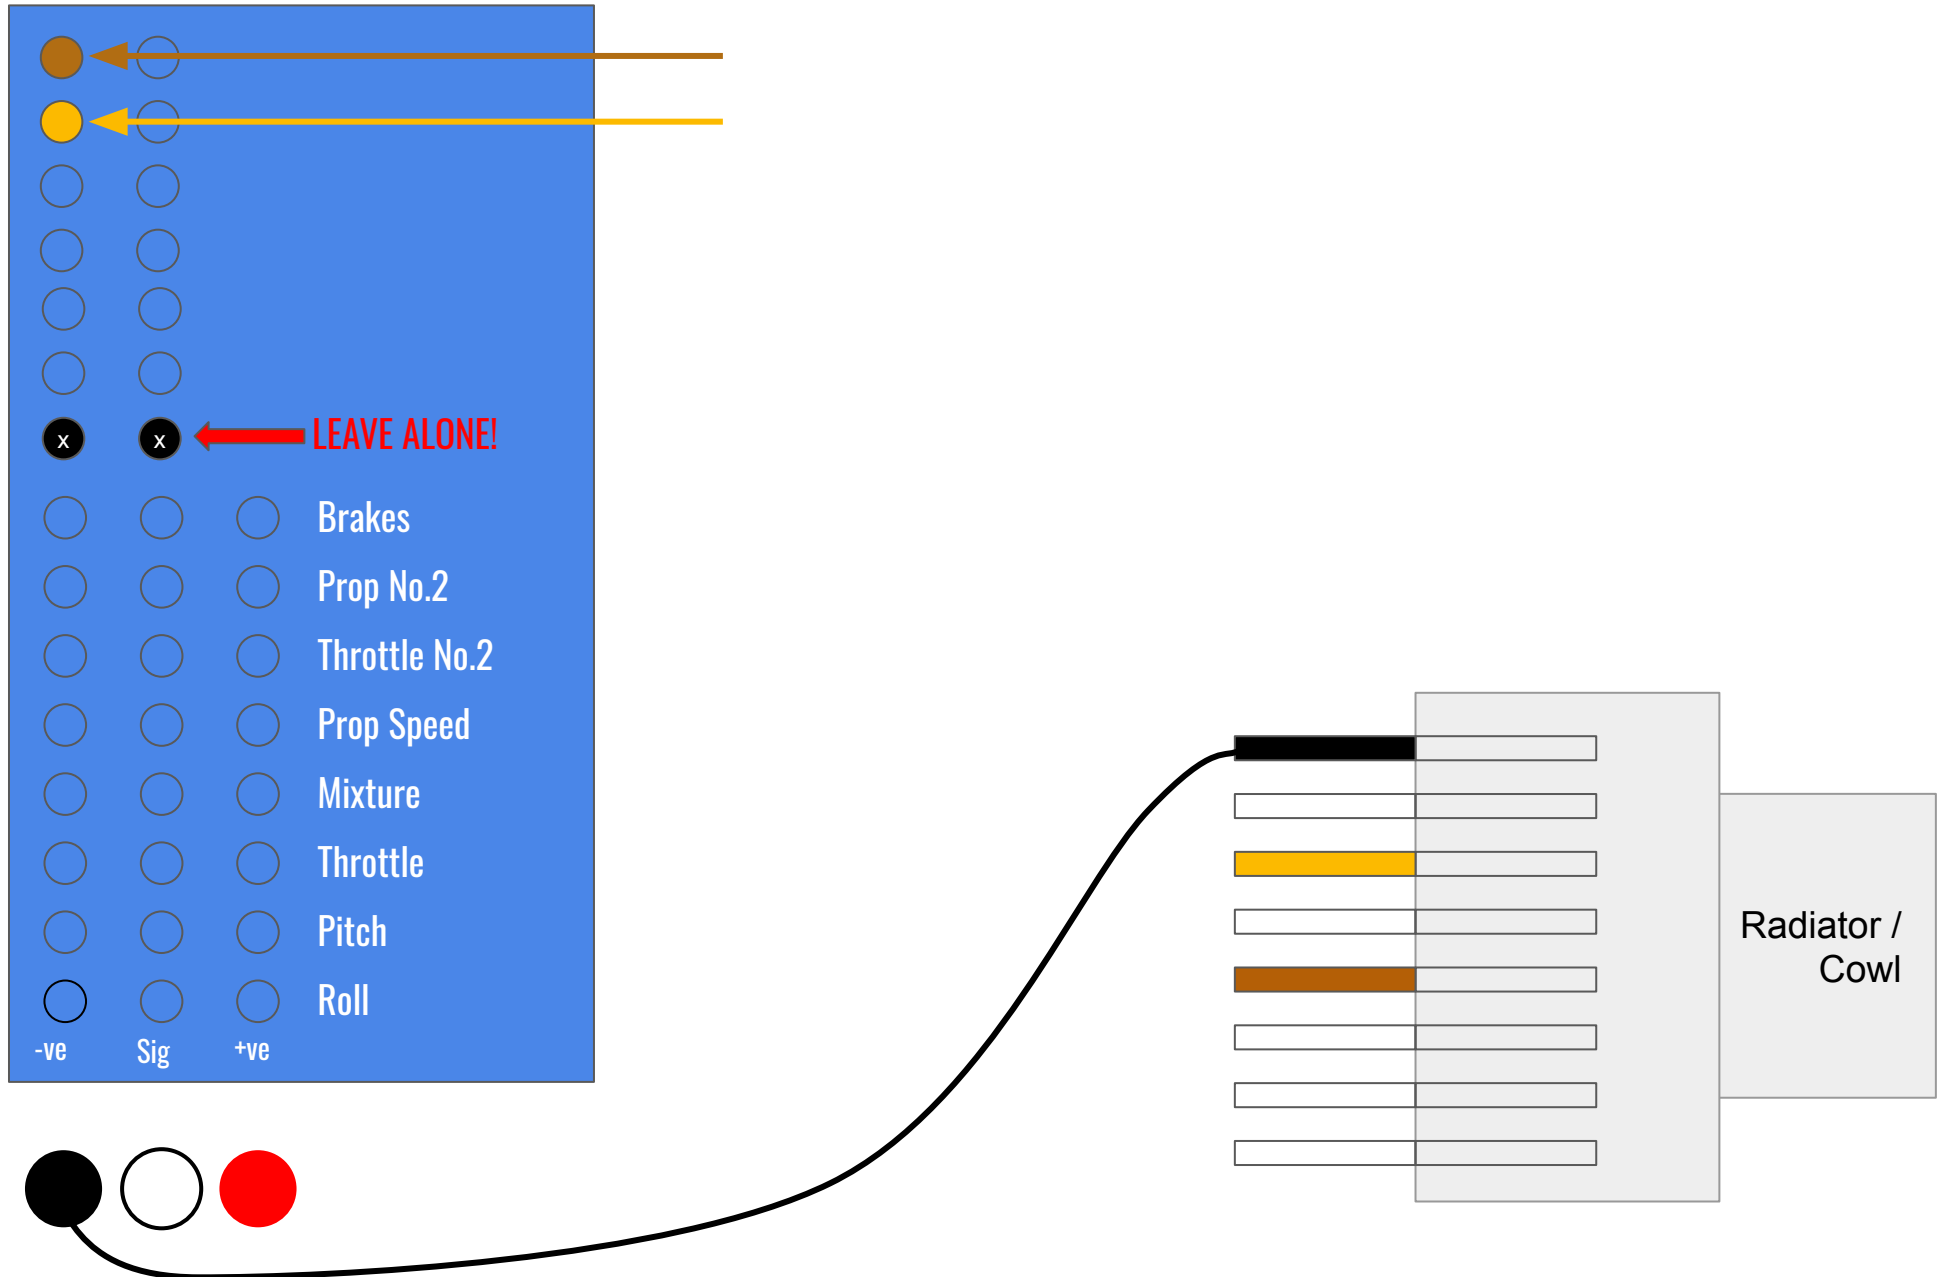 x x LEAVE ALONE!
Brakes
Prop No.2
Throttle No.2
Prop Speed
Mixture
Throttle
Pitch
Roll
-ve Sig +ve
Radiator /
Cowl